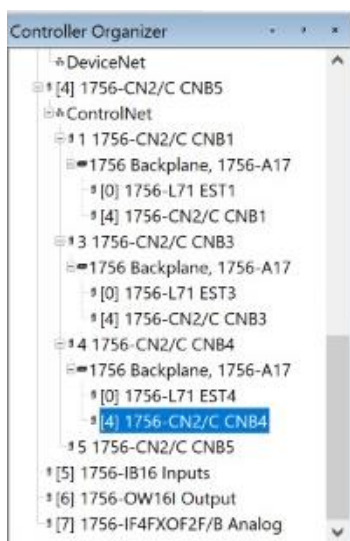 Controller Organizer
DeviceNet
[4] 1756-CN2/C CNB5
ControlNet
1 1756-CN2/C CNB1
1756 Backplane, 1756-A17
[0] 1756-L71 EST1
[4] 1756-CN2/C CNB1
3 1756-CN2/C CNB3
1756 Backplane, 1756-A17
[0] 1756-L71 EST3
[4] 1756-CN2/C CNB3
4 1756-CN2/C CNB4
1756 Backplane, 1756-A17
[0] 1756-L71 EST4
[4] 1756-CN2/C CNB4
5 1756-CN2/C CNB5
[5] 1756-IB16 Inputs
[6] 1756-OW16I Output
[7] 1756-IF4FXOF2F/B Analog